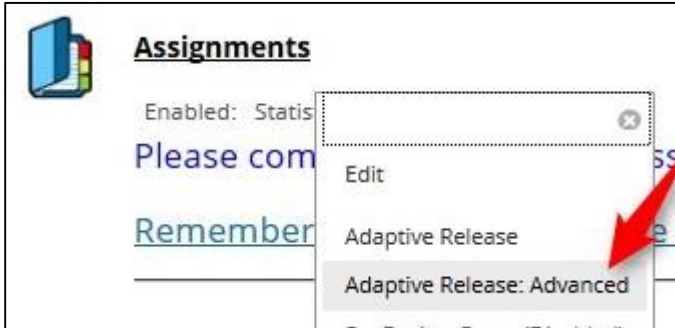 Assignments
Enabled: Statis
Please com
Edit
Remember
Adaptive Release
Adaptive Release: Advanced